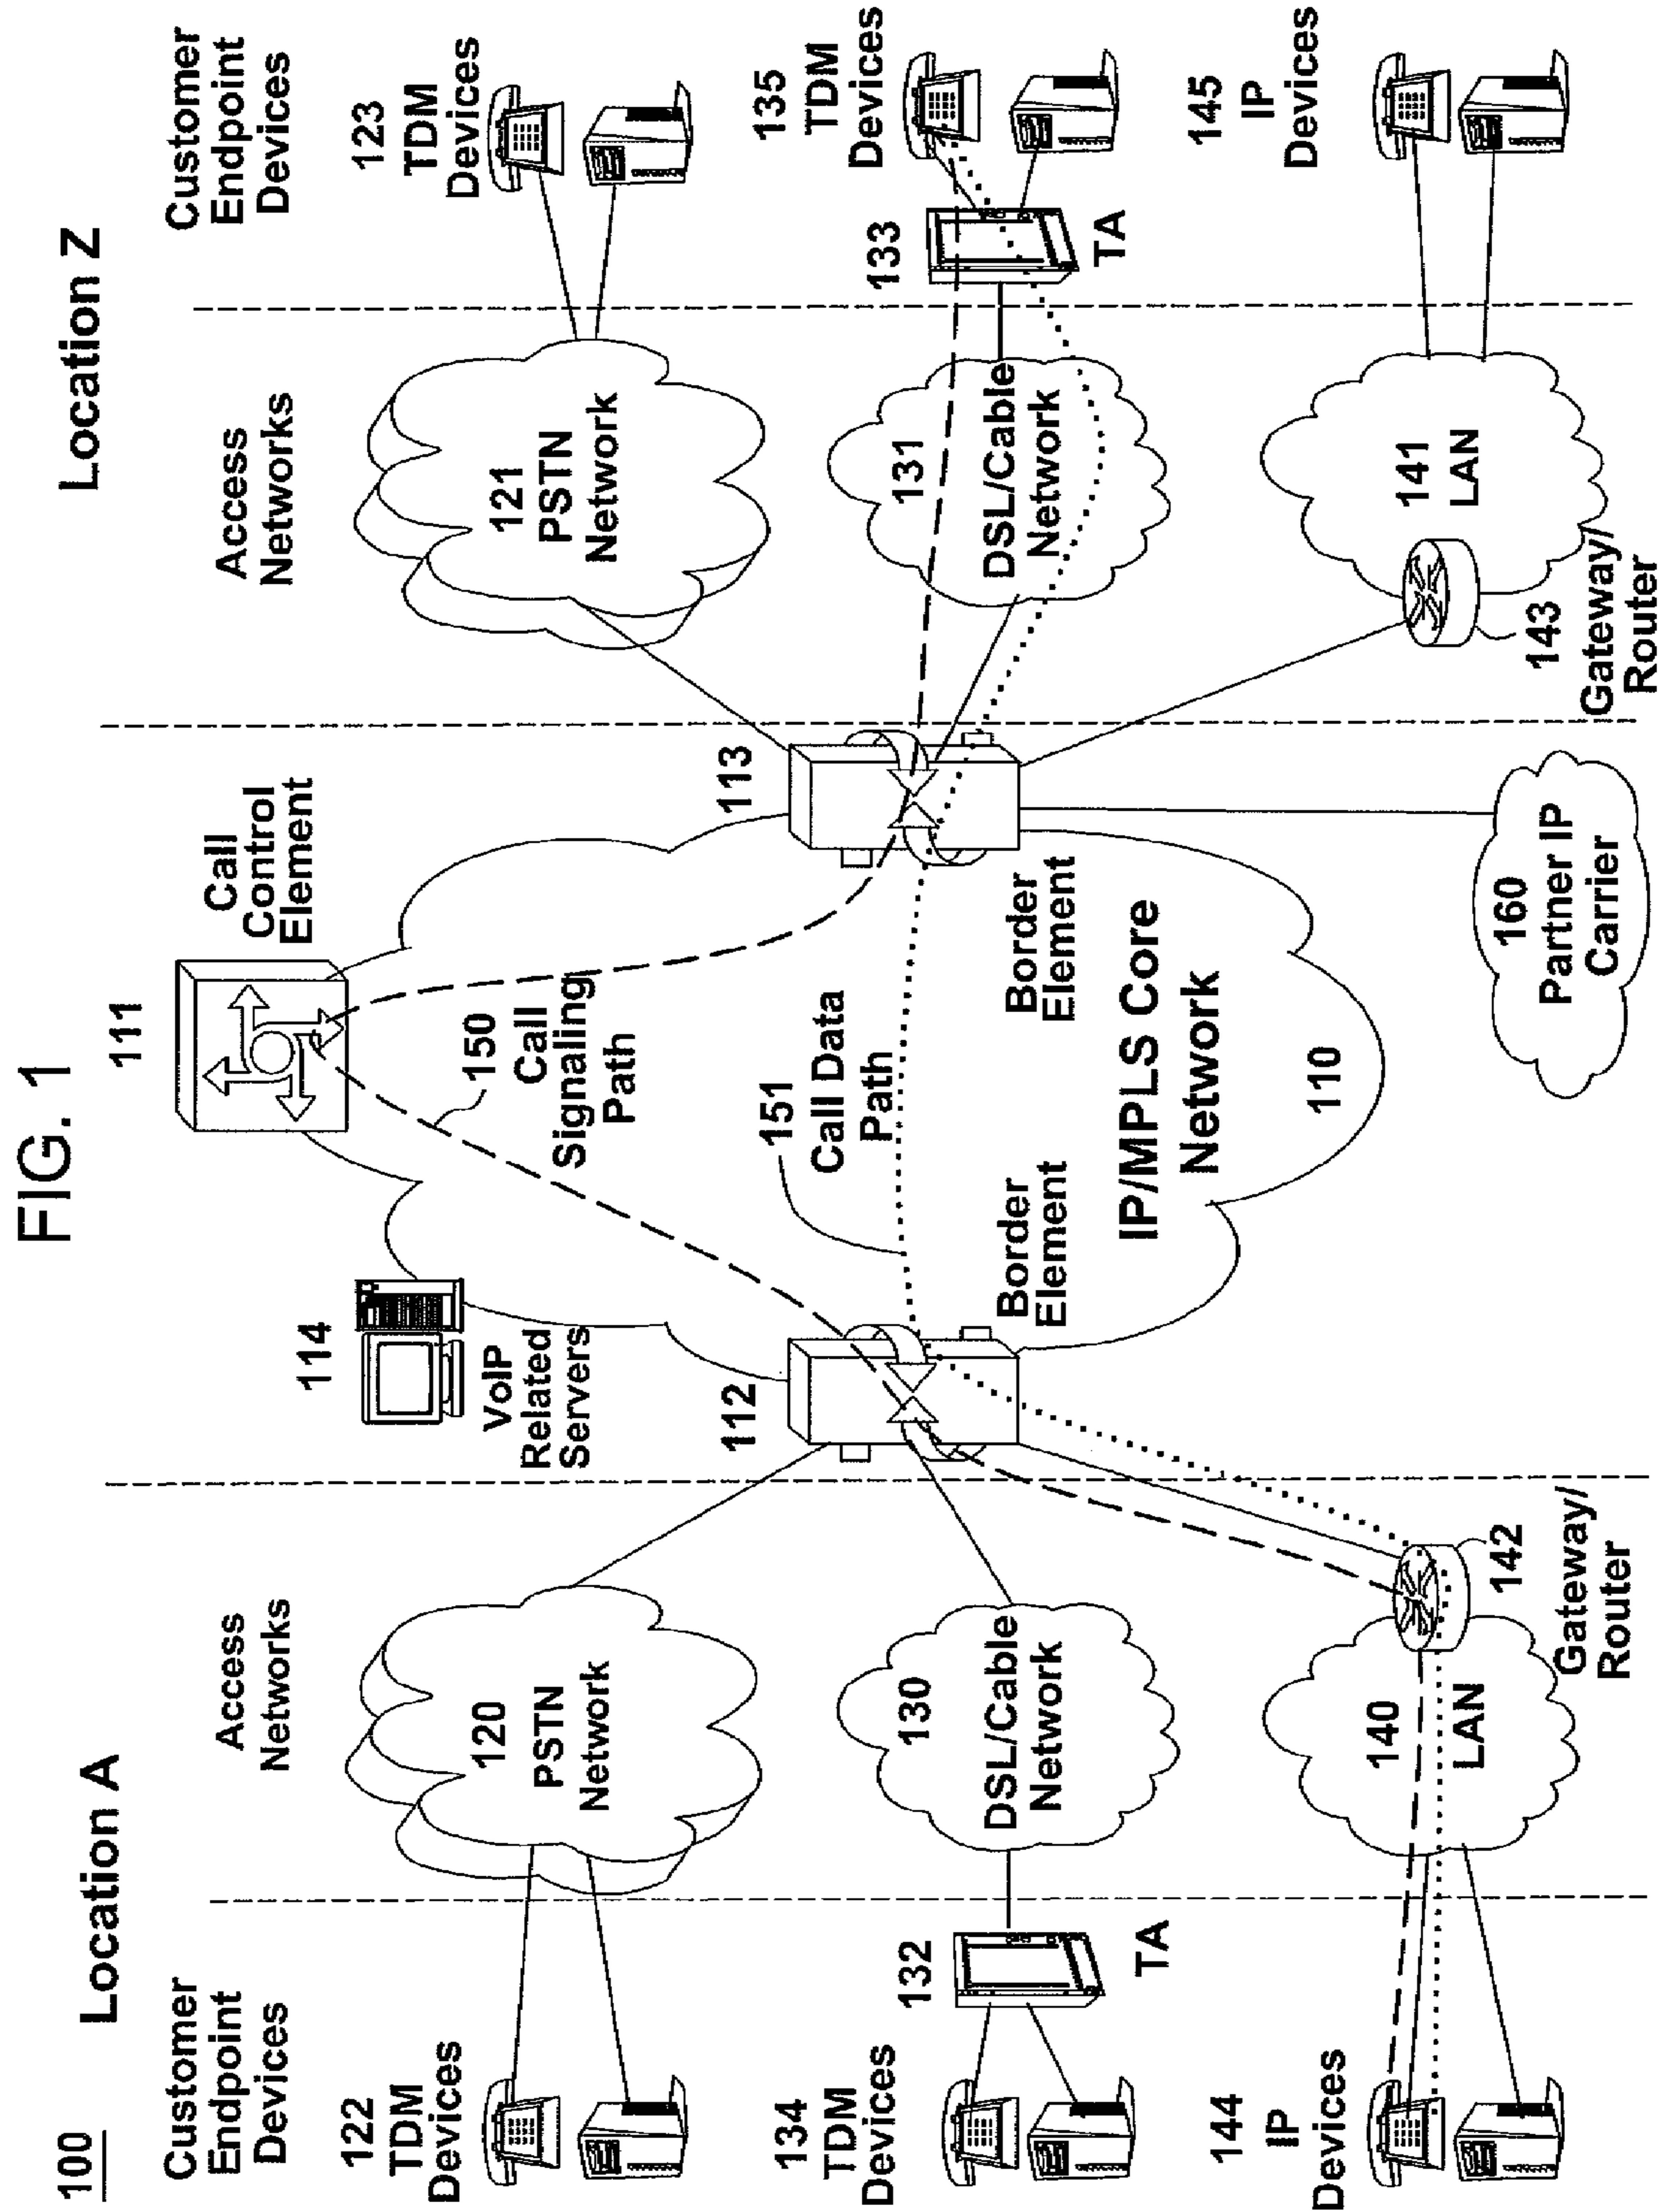 FIG. 1
100
Location A
Location Z
Customer
Endpoint
Devices
Access
Networks
Call
Control
Element
Access
Networks
Customer
Endpoint
Devices
111
114
VoIP
Related
Servers
122
TDM
Devices
120
PSTN
Network
121
PSTN
Network
123
TDM
Devices
150
Call
Signaling
Path
112
113
151
Call Data
Path
134
TDM
Devices
132
TA
130
DSL/Cable
Network
Border
Element
Border
Element
131
DSL/Cable
Network
133
TA
135
TDM
Devices
IP/MPLS Core
Network
110
144
IP
Devices
140
LAN
142
Gateway/
Router
160
Partner IP
Carrier
143
Gateway/
Router
141
LAN
145
IP
Devices